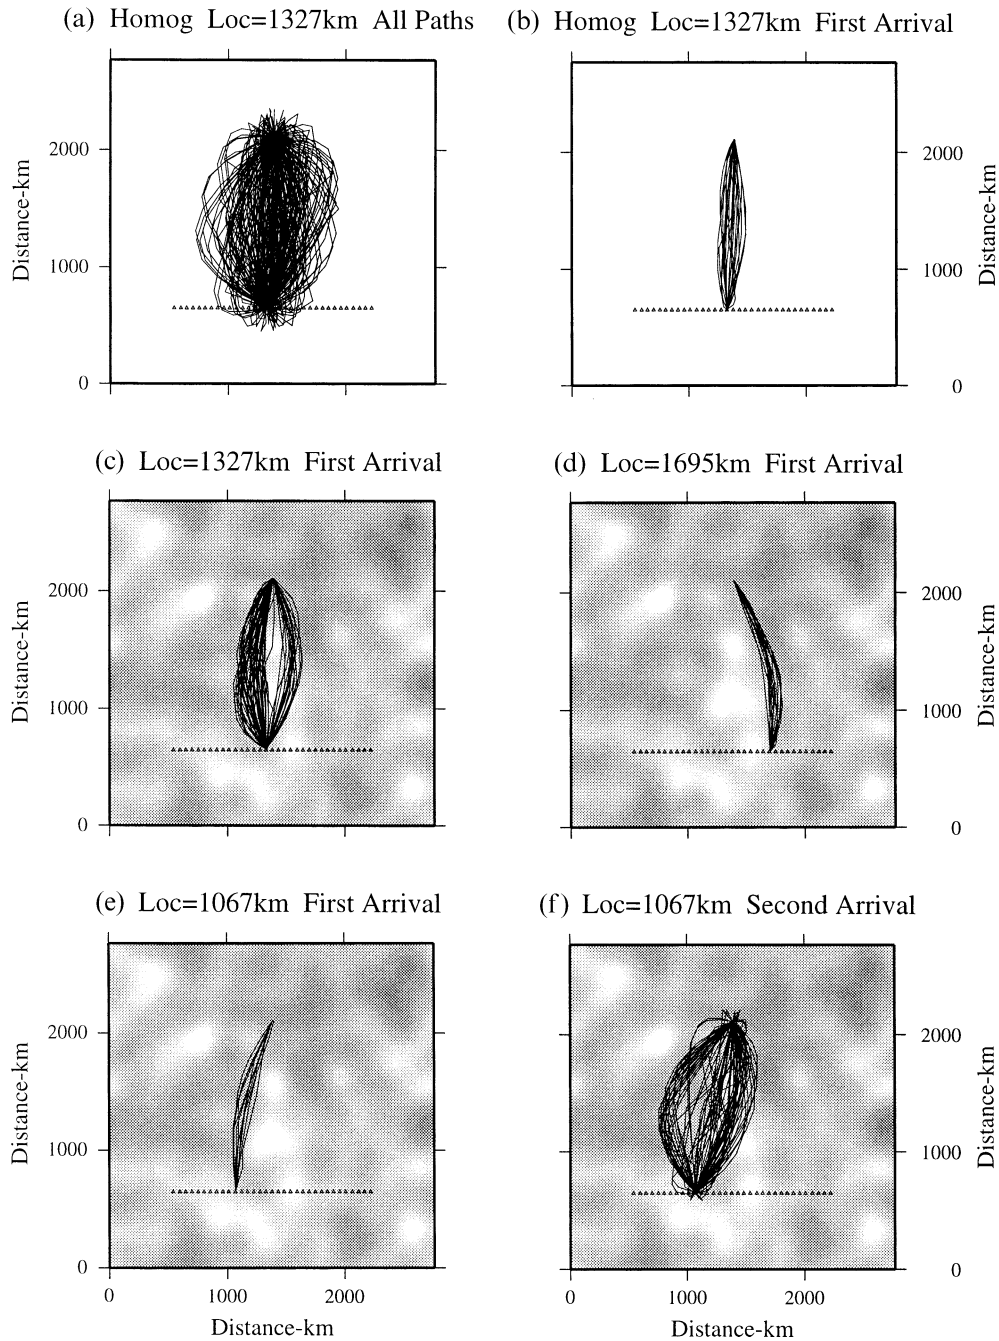 (a) Homog Loc=1327km All Paths
(b) Homog Loc=1327km First Arrival
Distance-km
2000
1000
0
2000
1000
0
Distance-km
(c) Loc=1327km First Arrival
(d) Loc=1695km First Arrival
Distance-km
2000
1000
0
0
1000
2000
2000
1000
0
Distance-km
(e) Loc=1067km First Arrival
(f) Loc=1067km Second Arrival
Distance-km
2000
1000
0
2000
1000
0
Distance-km
0
1000
2000
0
1000
2000
Distance-km
Distance-km